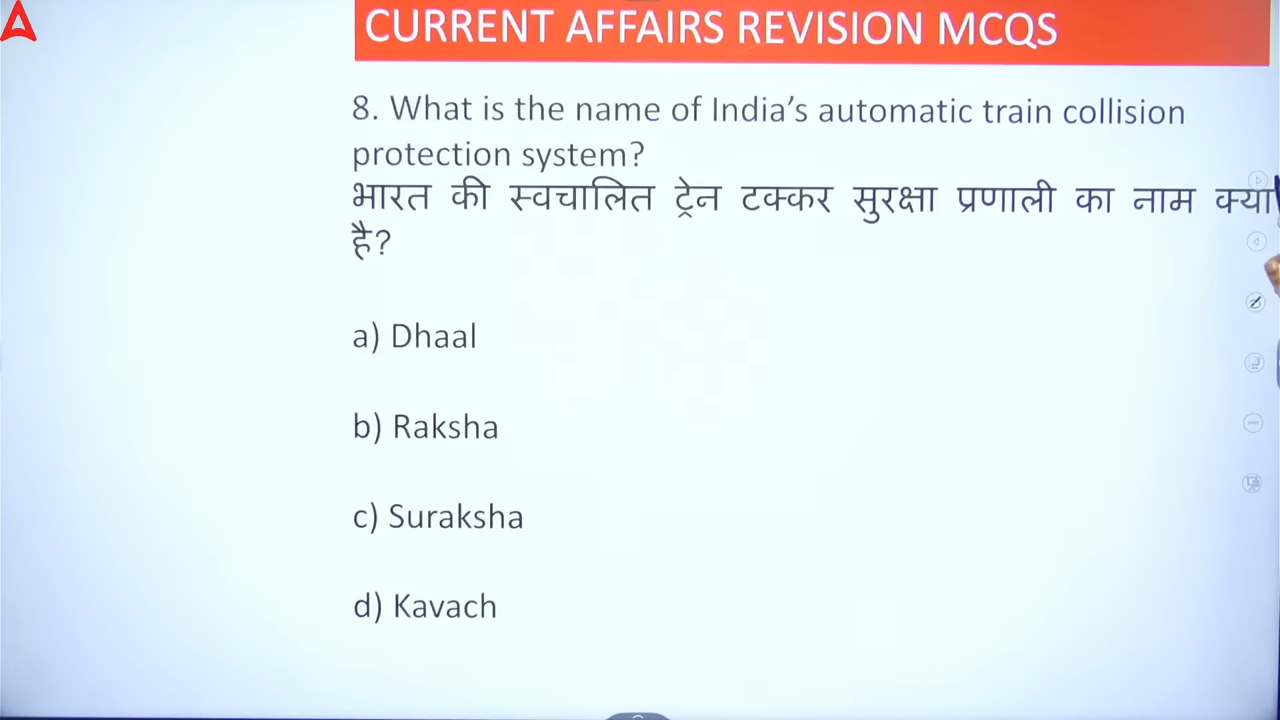 CURRENT AFFAIRS REVISION MCQS
8. What is the name of India’s automatic train collision
protection system?
भारत की स्वचालित ट्रेन टक्कर सुरक्षा प्रणाली का नाम क्या
है?
a) Dhaal
b) Raksha
c) Suraksha
d) Kavach